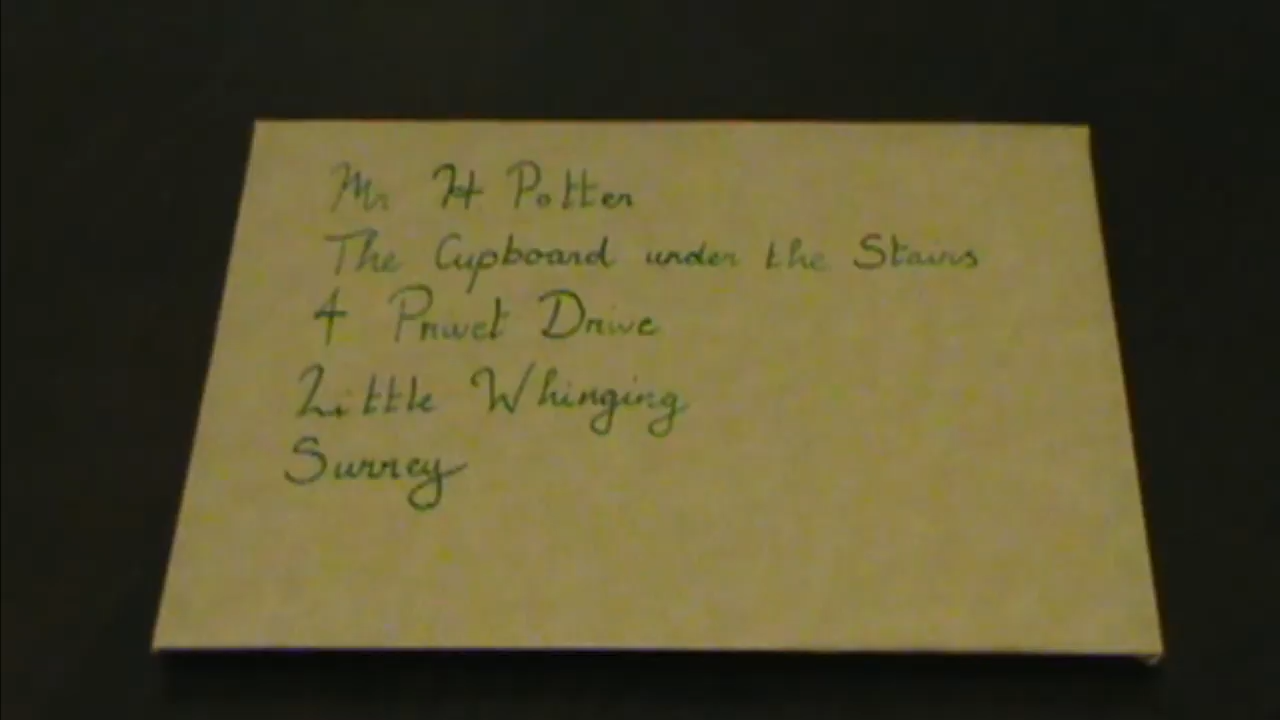 Mr H Potter
The Cupboard under the Stairs
4 Privet Drive
Little Whinging
Surrey